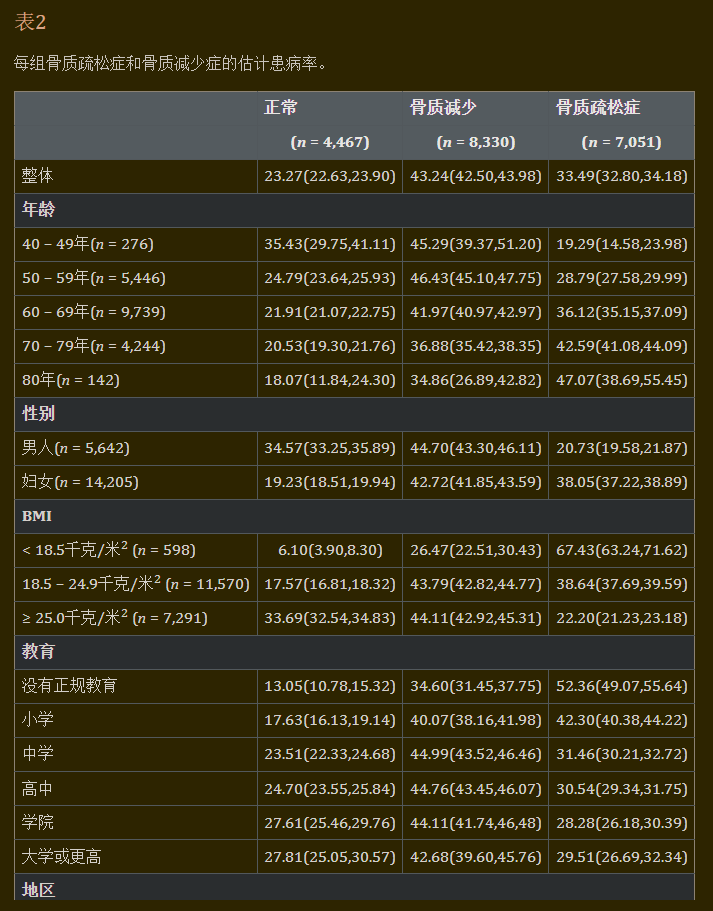 表2
每组骨质疏松症和骨质减少症的估计患病率。
正常 骨质减少 骨质疏松症
(n = 4,467) (n = 8,330) (n = 7,051)
整体 23.27(22.63,23.90) 43.24(42.50,43.98) 33.49(32.80,34.18)
年龄
40 – 49年(n = 276) 35.43(29.75,41.11) 45.29(39.37,51.20) 19.29(14.58,23.98)
50 – 59年(n = 5,446) 24.79(23.64,25.93) 46.43(45.10,47.75) 28.79(27.58,29.99)
60 – 69年(n = 9,739) 21.91(21.07,22.75) 41.97(40.97,42.97) 36.12(35.15,37.09)
70 – 79年(n = 4,244) 20.53(19.30,21.76) 36.88(35.42,38.35) 42.59(41.08,44.09)
80年(n = 142) 18.07(11.84,24.30) 34.86(26.89,42.82) 47.07(38.69,55.45)
性别
男人(n = 5,642) 34.57(33.25,35.89) 44.70(43.30,46.11) 20.73(19.58,21.87)
妇女(n = 14,205) 19.23(18.51,19.94) 42.72(41.85,43.59) 38.05(37.22,38.89)
BMI
< 18.5千克/米² (n = 598) 6.10(3.90,8.30) 26.47(22.51,30.43) 67.43(63.24,71.62)
18.5 – 24.9千克/米² (n = 11,570) 17.57(16.81,18.32) 43.79(42.82,44.77) 38.64(37.69,39.59)
≥ 25.0千克/米² (n = 7,291) 33.69(32.54,34.83) 44.11(42.92,45.31) 22.20(21.23,23.18)
教育
没有正规教育 13.05(10.78,15.32) 34.60(31.45,37.75) 52.36(49.07,55.64)
小学 17.63(16.13,19.14) 40.07(38.16,41.98) 42.30(40.38,44.22)
中学 23.51(22.33,24.68) 44.99(43.52,46.46) 31.46(30.21,32.72)
高中 24.70(23.55,25.84) 44.76(43.45,46.07) 30.54(29.34,31.75)
学院 27.61(25.46,29.76) 44.11(41.74,46,48) 28.28(26.18,30.39)
大学或更高 27.81(25.05,30.57) 42.68(39.60,45.76) 29.51(26.69,32.34)
地区